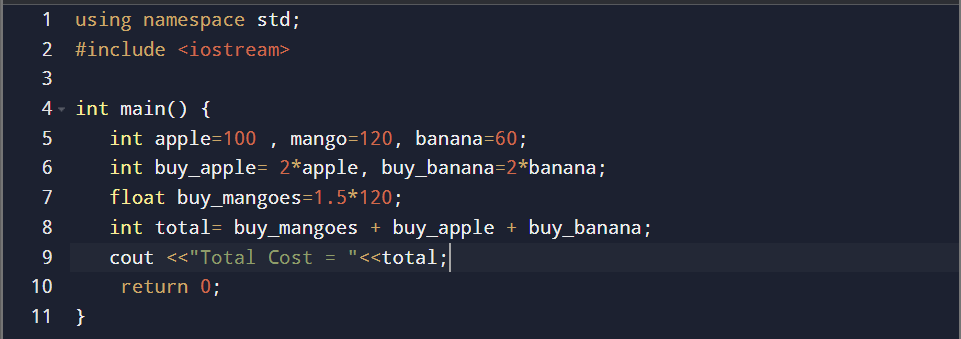 1 using namespace std;
2 #include <iostream>
3
4 int main() {
5 int apple=100 , mango=120, banana=60;
6 int buy_apple= 2*apple, buy_banana=2*banana;
7 float buy_mangoes=1.5*120;
8 int total= buy_mangoes + buy_apple + buy_banana;
9 cout <<"Total Cost = "<<total;
10 return 0;
11 }